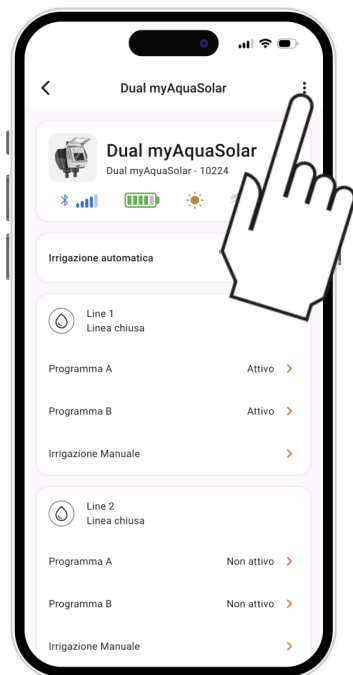 Dual myAquaSolar
Dual myAquaSolar
Dual myAquaSolar - 10224
Irrigazione automatica
Line 1
Linea chiusa
Programma A Attivo
Programma B Attivo
Irrigazione Manuale
Line 2
Linea chiusa
Programma A Non attivo
Programma B Non attivo
Irrigazione Manuale